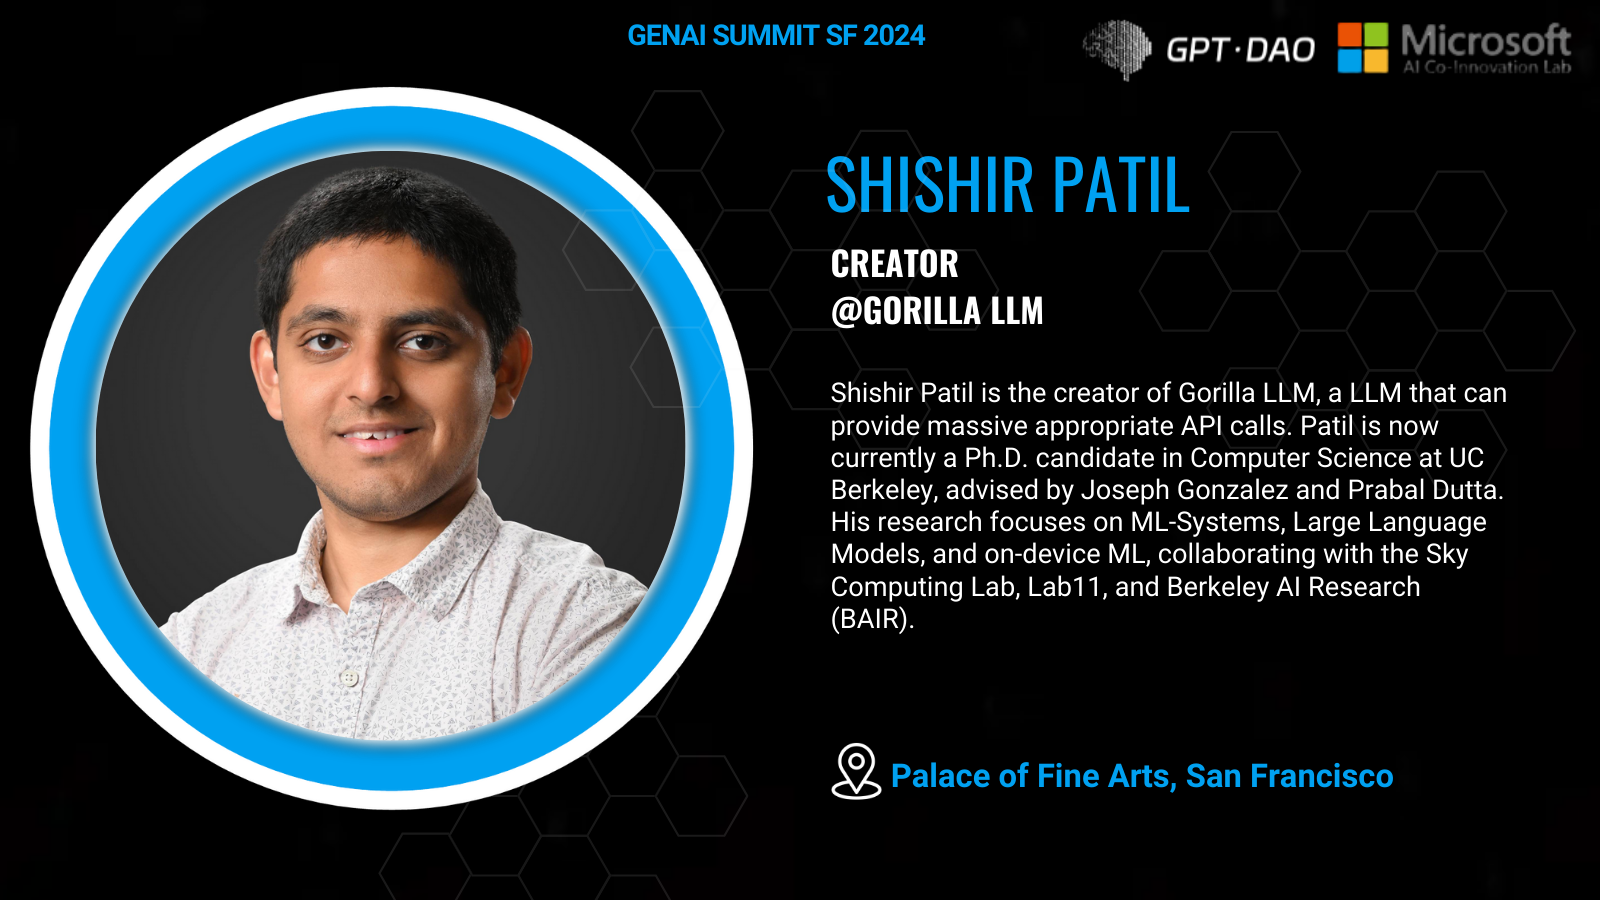 GENAI SUMMIT SF 2024
GPT·DAO
Microsoft
AI Co-Innovation Lab
SHISHIR PATIL
CREATOR
@GORILLA LLM
Shishir Patil is the creator of Gorilla LLM, a LLM that can
provide massive appropriate API calls. Patil is now
currently a Ph.D. candidate in Computer Science at UC
Berkeley, advised by Joseph Gonzalez and Prabal Dutta.
His research focuses on ML-Systems, Large Language
Models, and on-device ML, collaborating with the Sky
Computing Lab, Lab11, and Berkeley AI Research
(BAIR).
Palace of Fine Arts, San Francisco